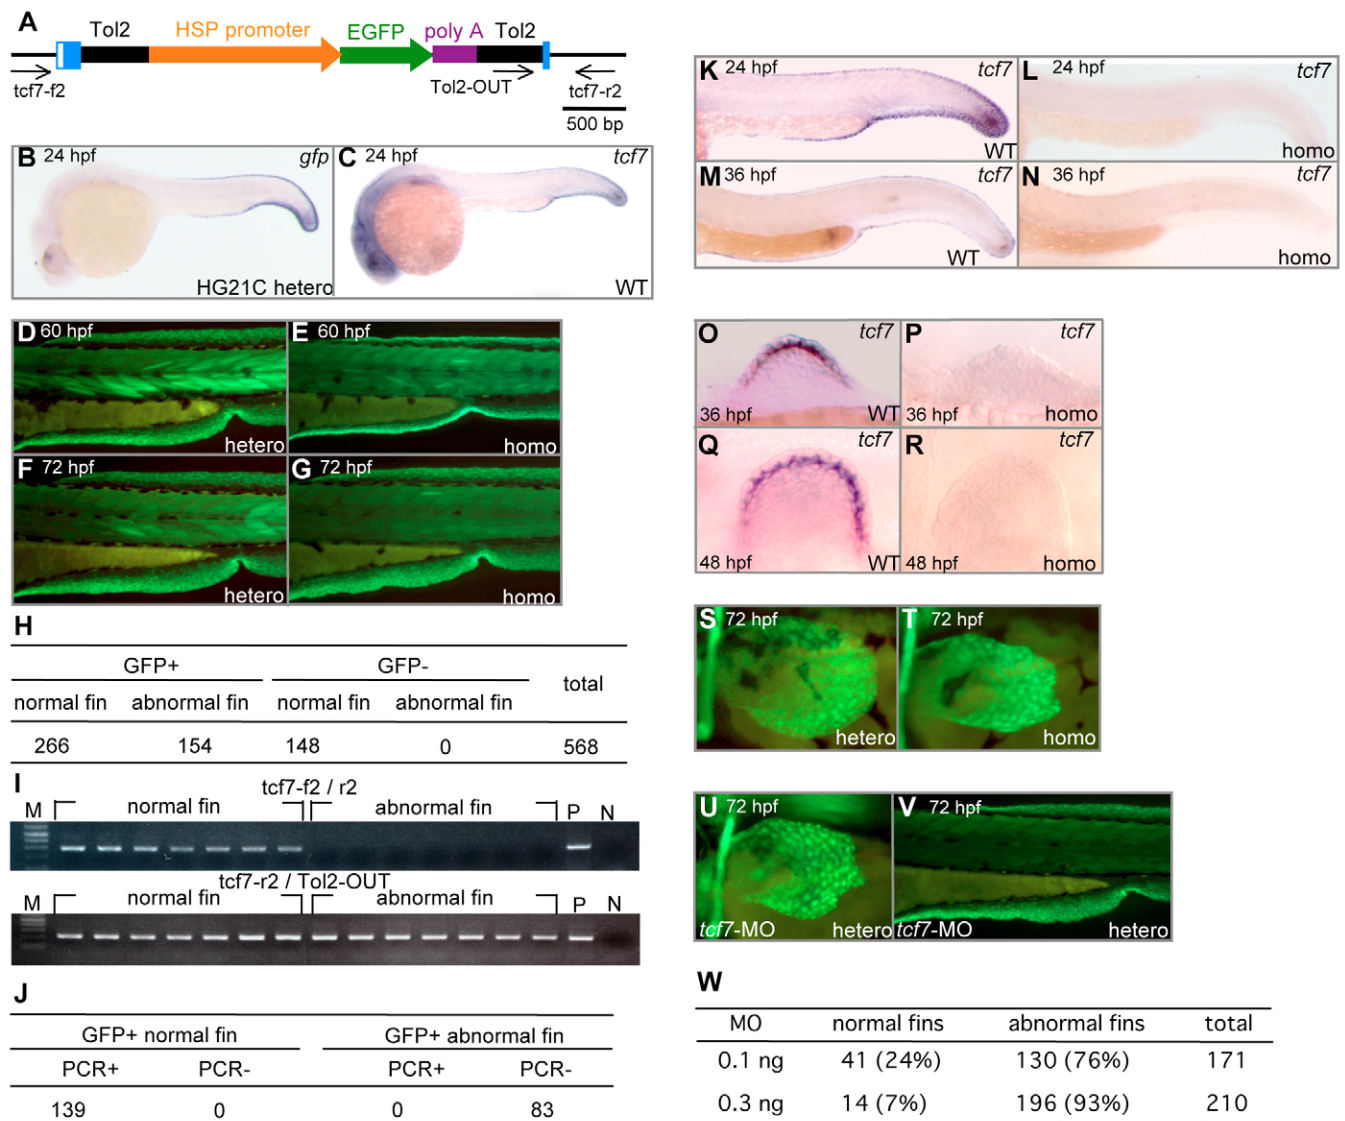 A
Tol2 HSP promoter EGFP poly A Tol2
tcf7-f2 Tol2-OUT tcf7-r2
500 bp
B 24 hpf gfp
HG21C hetero
C 24 hpf tcf7
WT
D 60 hpf
hetero
E 60 hpf
homo
F 72 hpf
hetero
G 72 hpf
homo
H
GFP+ GFP- total
normal fin abnormal fin normal fin abnormal fin
266 154 148 0 568
I
tcf7-f2 / r2
M normal fin abnormal fin P N
tcf7-r2 / Tol2-OUT
M normal fin abnormal fin P N
J
GFP+ normal fin GFP+ abnormal fin
PCR+ PCR- PCR+ PCR-
139 0 0 83
K 24 hpf tcf7
WT
L 24 hpf tcf7
homo
M 36 hpf tcf7
WT
N 36 hpf tcf7
homo
O tcf7
36 hpf WT
P tcf7
36 hpf homo
Q tcf7
48 hpf WT
R tcf7
48 hpf homo
S 72 hpf
hetero
T 72 hpf
homo
U 72 hpf
tcf7-MO hetero
V 72 hpf
tcf7-MO hetero
W
MO normal fins abnormal fins total
0.1 ng 41 (24%) 130 (76%) 171
0.3 ng 14 (7%) 196 (93%) 210